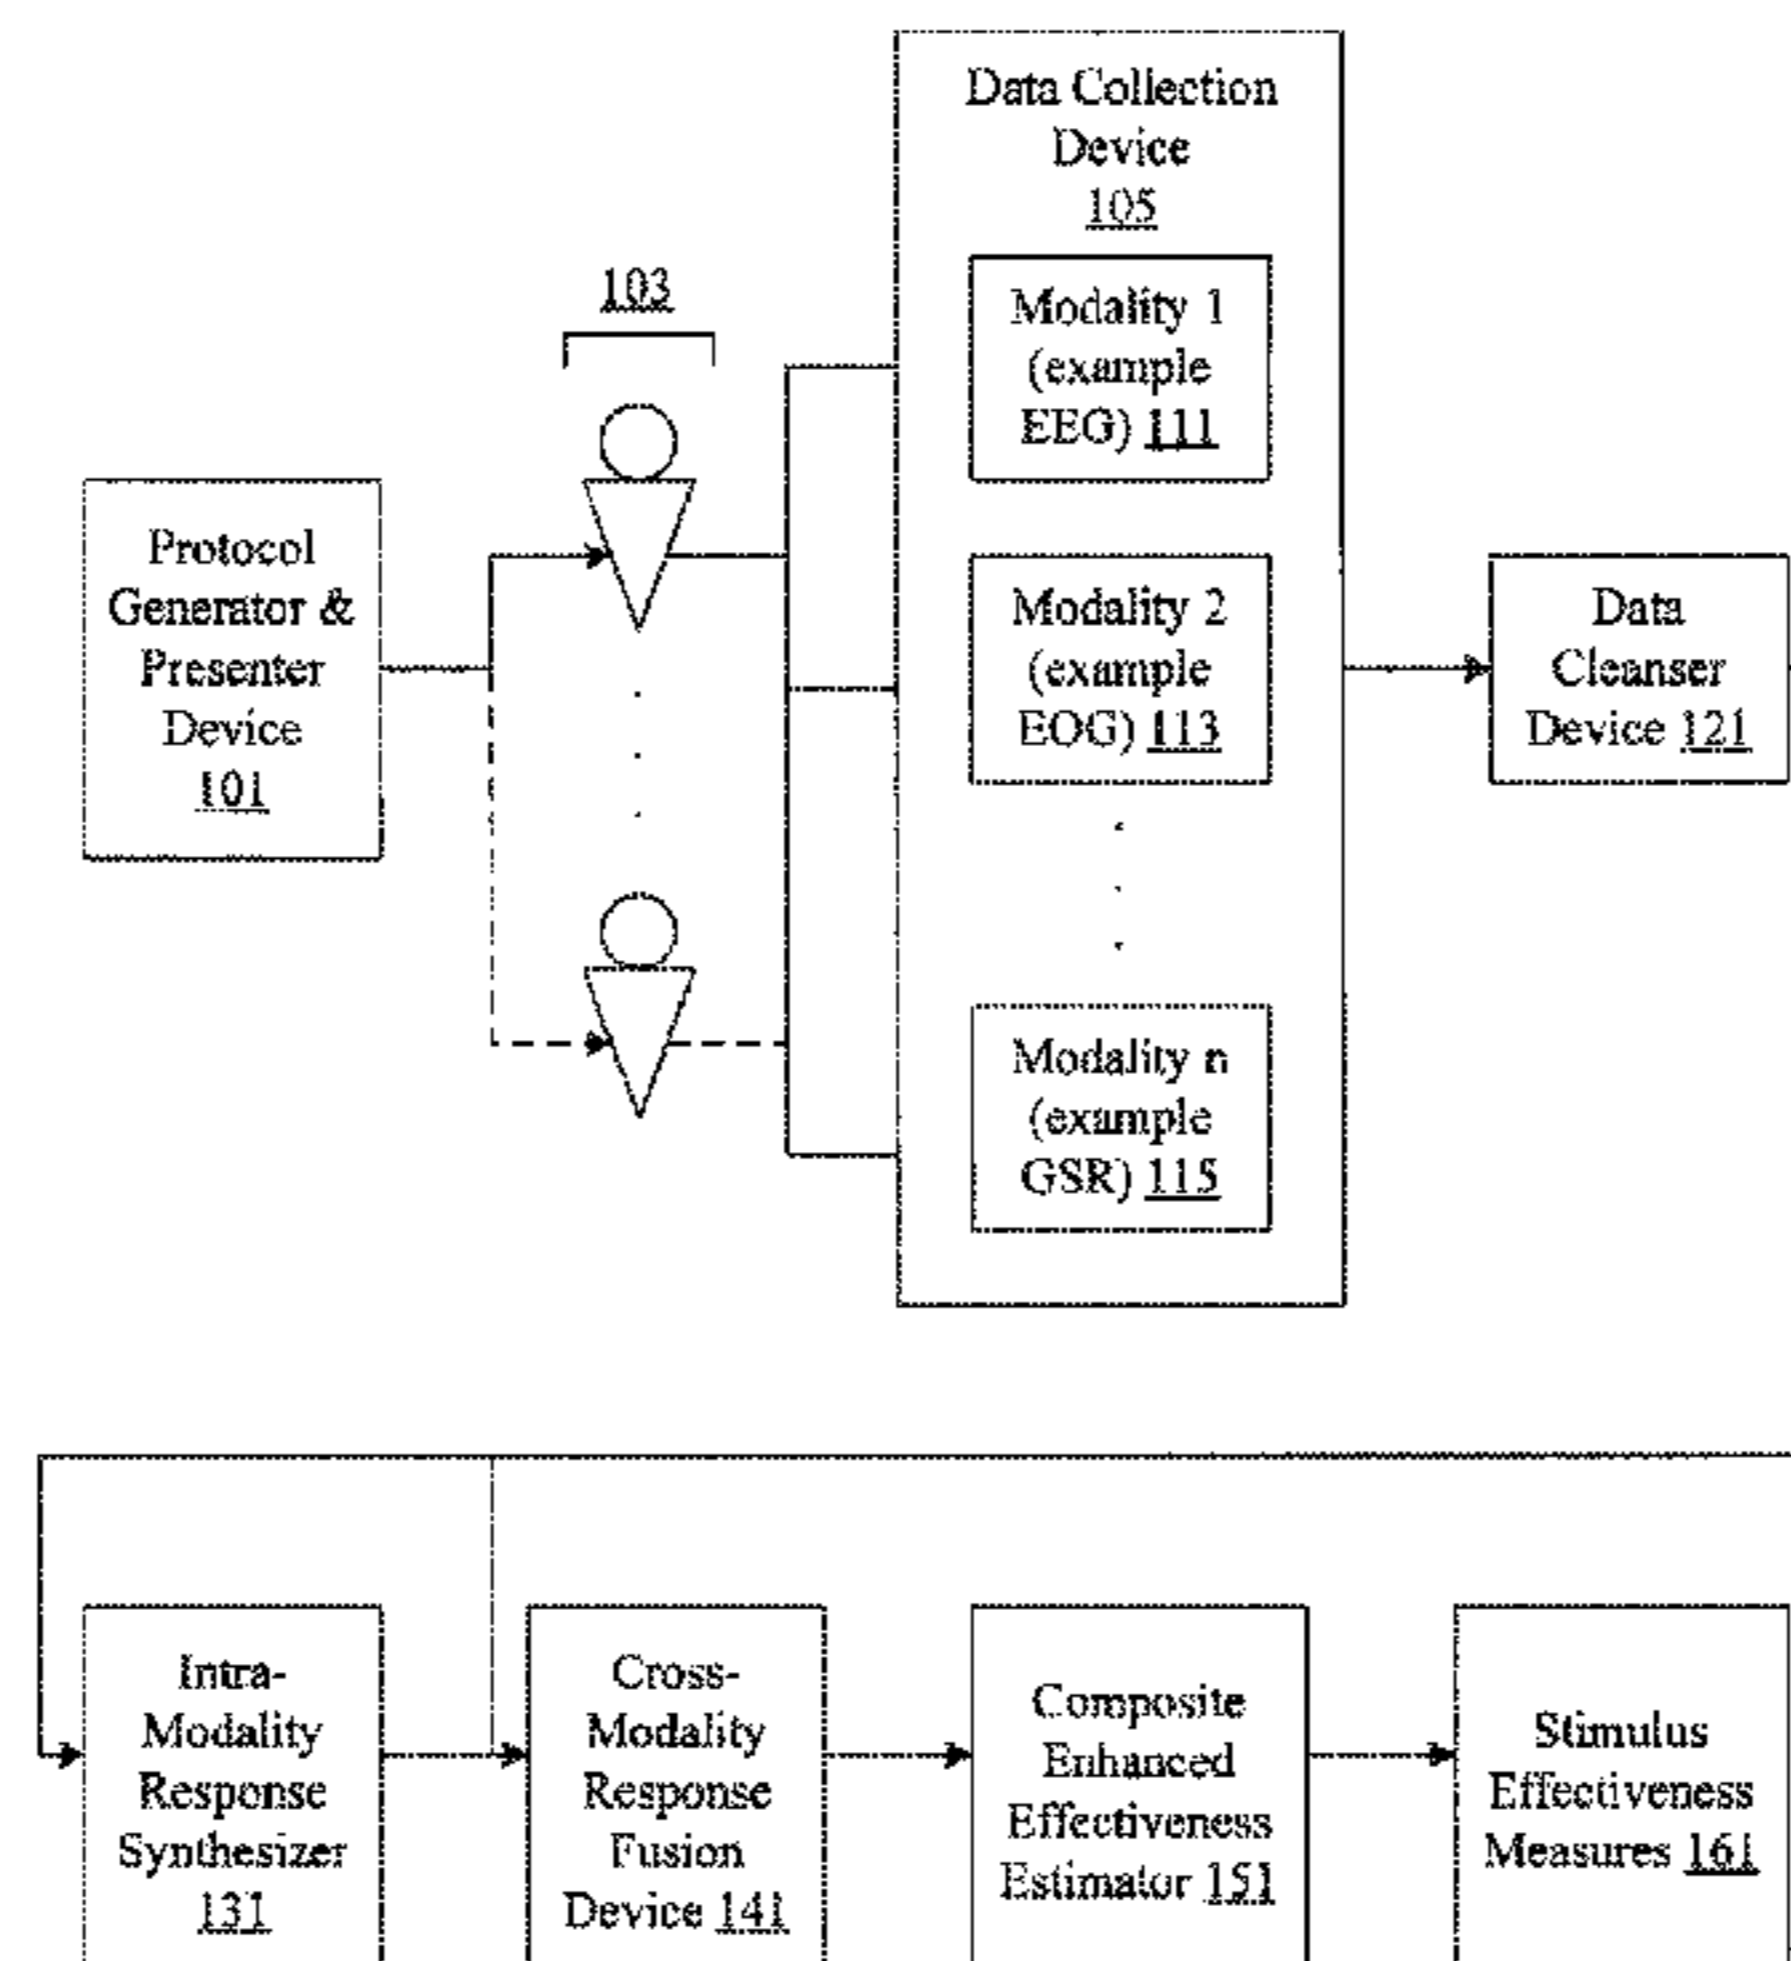 Data Collection
Device
105
103
Modality 1
(example
EEG) 111
Protocol
Generator &
Presenter
Device
101
Modality 2
(example
EOG) 113
Data
Cleanser
Device 121
Modality n
(example
GSR) 115
Intra-
Modality
Response
Synthesizer
131
Cross-
Modality
Response
Fusion
Device 141
Composite
Enhanced
Effectiveness
Estimator 151
Stimulus
Effectiveness
Measures 161